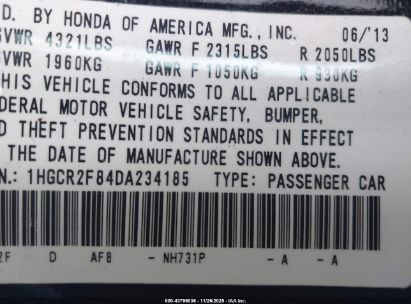 D. BY HONDA OF AMERICA MFG., INC. 06/'13
GVWR 4321LBS GAWR F 2315LBS R 2050LBS
GVWR 1960KG GAWR F 1050KG R 930KG
THIS VEHICLE CONFORMS TO ALL APPLICABLE
DERAL MOTOR VEHICLE SAFETY, BUMPER,
D THEFT PREVENTION STANDARDS IN EFFECT
THE DATE OF MANUFACTURE SHOWN ABOVE.
N.: 1HGCR2F84DA234185 TYPE: PASSENGER CAR
2F D AF8 - NH731P - A - A